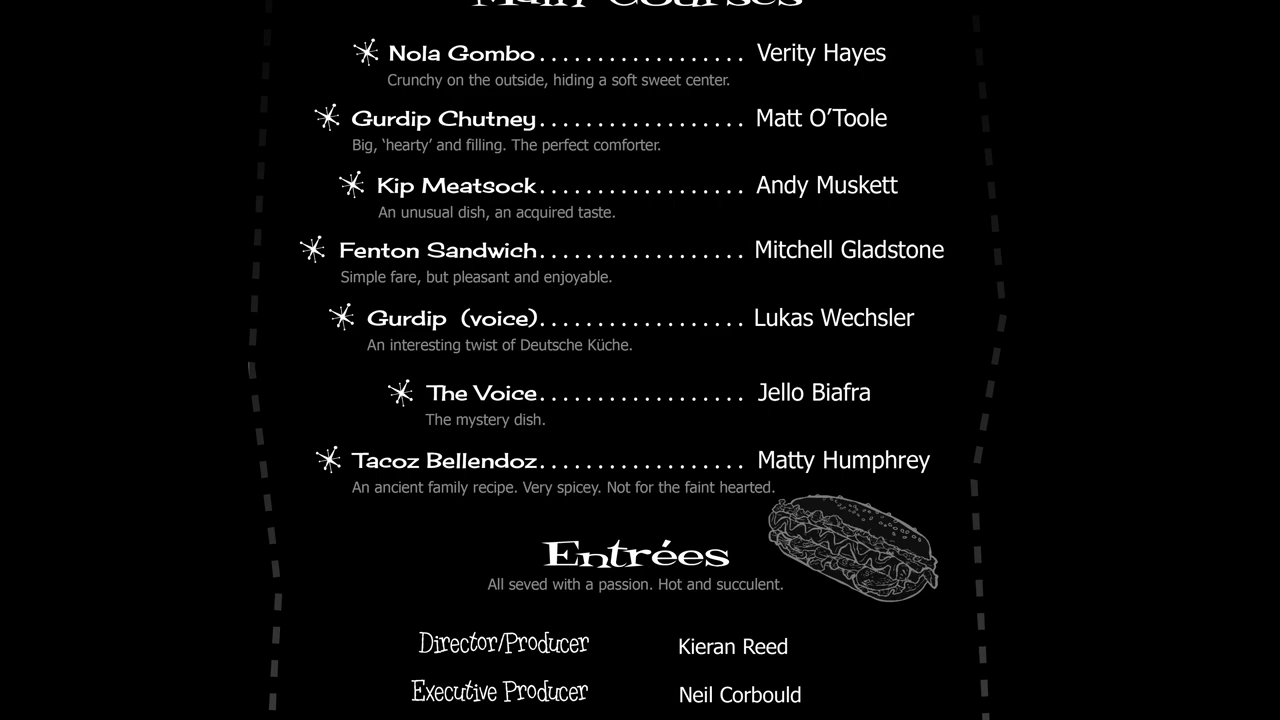 Main Courses
Nola Gombo.................. Verity Hayes
Crunchy on the outside, hiding a soft sweet center.
Gurdip Chutney.................. Matt O’Toole
Big, ‘hearty’ and filling. The perfect comforter.
Kip Meatsock.................. Andy Muskett
An unusual dish, an acquired taste.
Fenton Sandwich.................. Mitchell Gladstone
Simple fare, but pleasant and enjoyable.
Gurdip (voice).................. Lukas Wechsler
An interesting twist of Deutsche Küche.
The Voice.................. Jello Biafra
The mystery dish.
Tacoz Bellendoz.................. Matty Humphrey
An ancient family recipe. Very spicey. Not for the faint hearted.
Entrées
All seved with a passion. Hot and succulent.
Director/Producer Kieran Reed
Executive Producer Neil Corbould